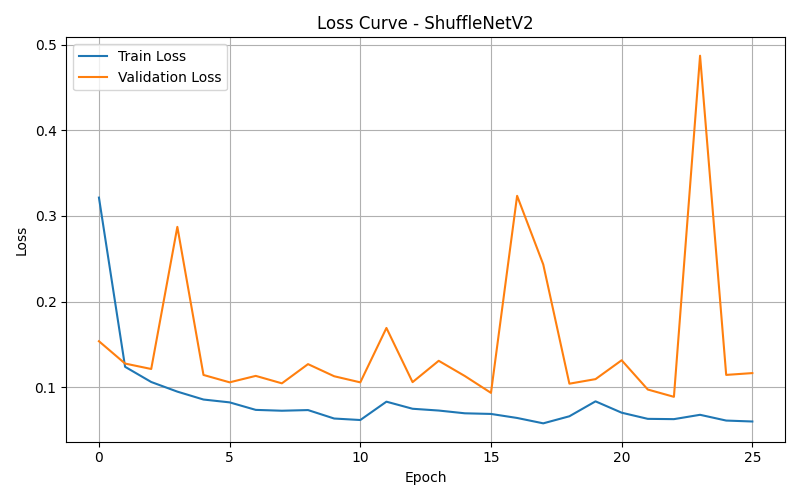 Loss Curve - ShuffleNetV2
Train Loss
Validation Loss
0.5
0.4
0.3
0.2
0.1
Loss
0 5 10 15 20 25
Epoch